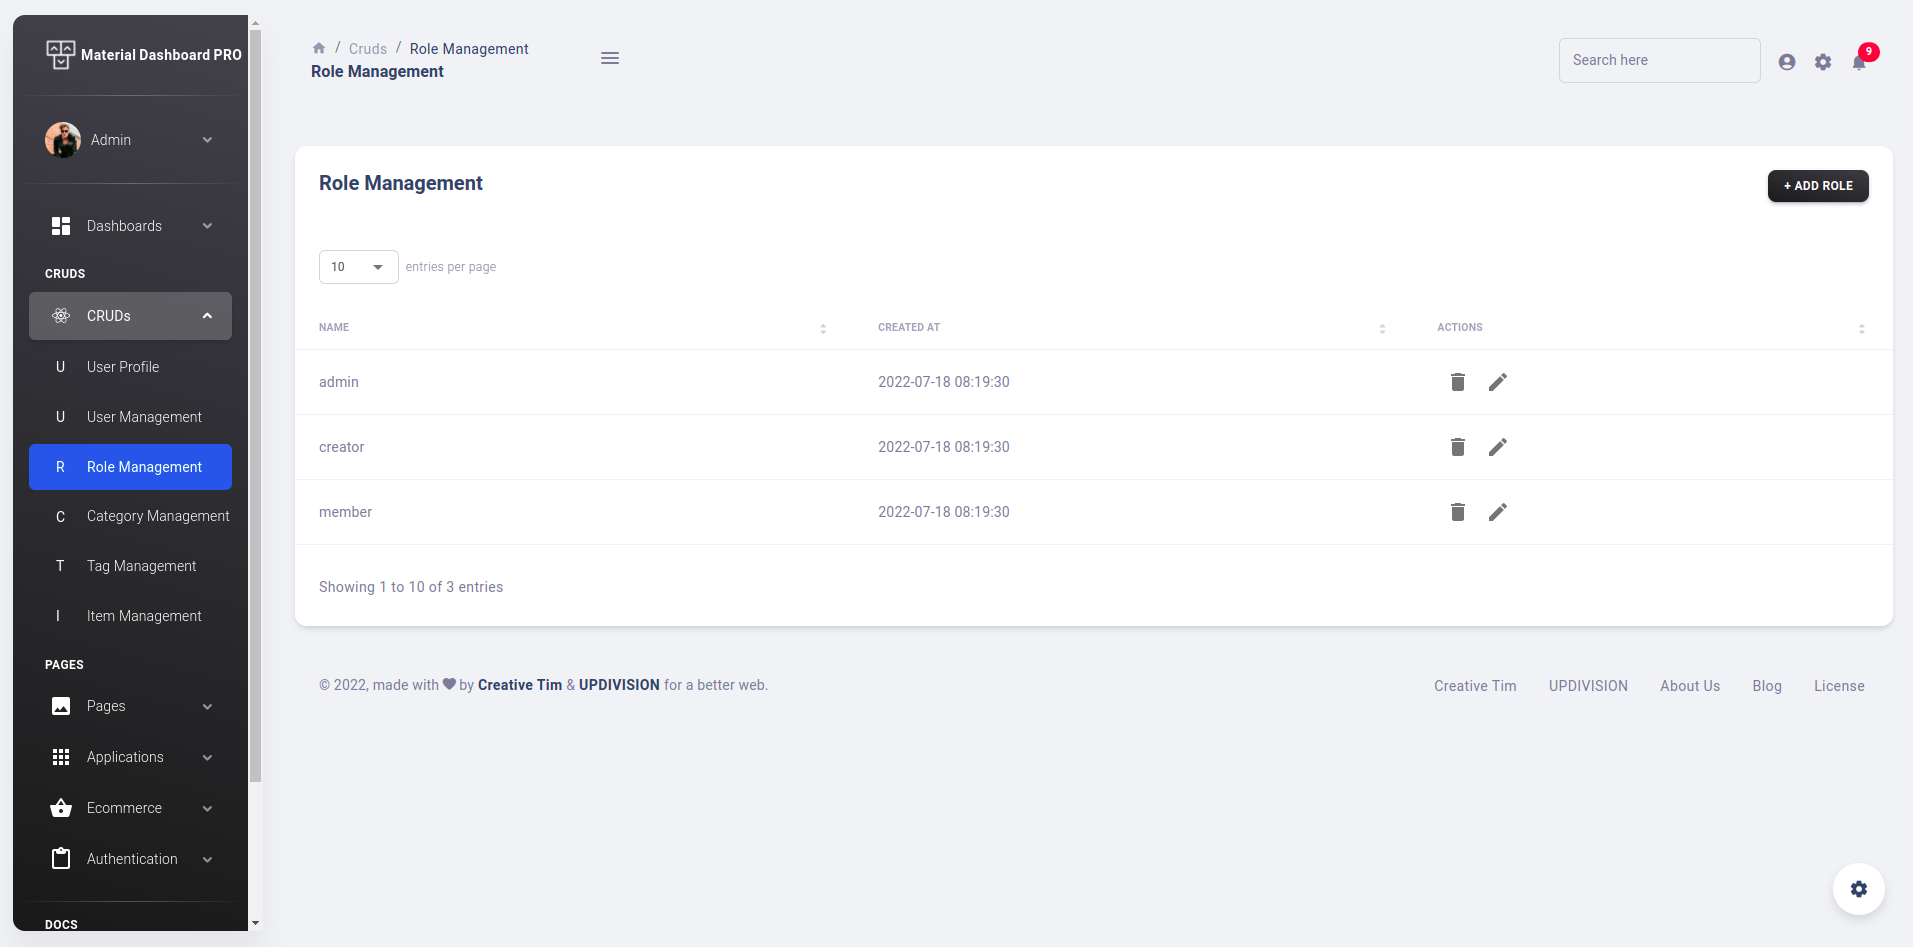 Material Dashboard PRO
Admin
Dashboards
CRUDS
CRUDs
U User Profile
U User Management
R Role Management
C Category Management
T Tag Management
I Item Management
PAGES
Pages
Applications
Ecommerce
Authentication
DOCS
/ Cruds / Role Management
Role Management
Search here
9
Role Management
+ ADD ROLE
10 entries per page
NAME CREATED AT ACTIONS
admin 2022-07-18 08:19:30
creator 2022-07-18 08:19:30
member 2022-07-18 08:19:30
Showing 1 to 10 of 3 entries
© 2022, made with by Creative Tim & UPDIVISION for a better web.
Creative Tim UPDIVISION About Us Blog License